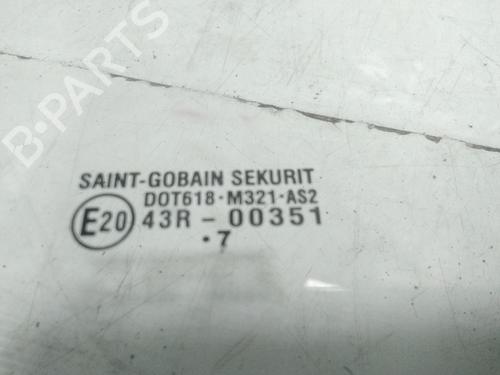 B-PARTS
SAINT-GOBAIN SEKURIT
DOT618·M321·AS2
E20 43R - 00351
·7